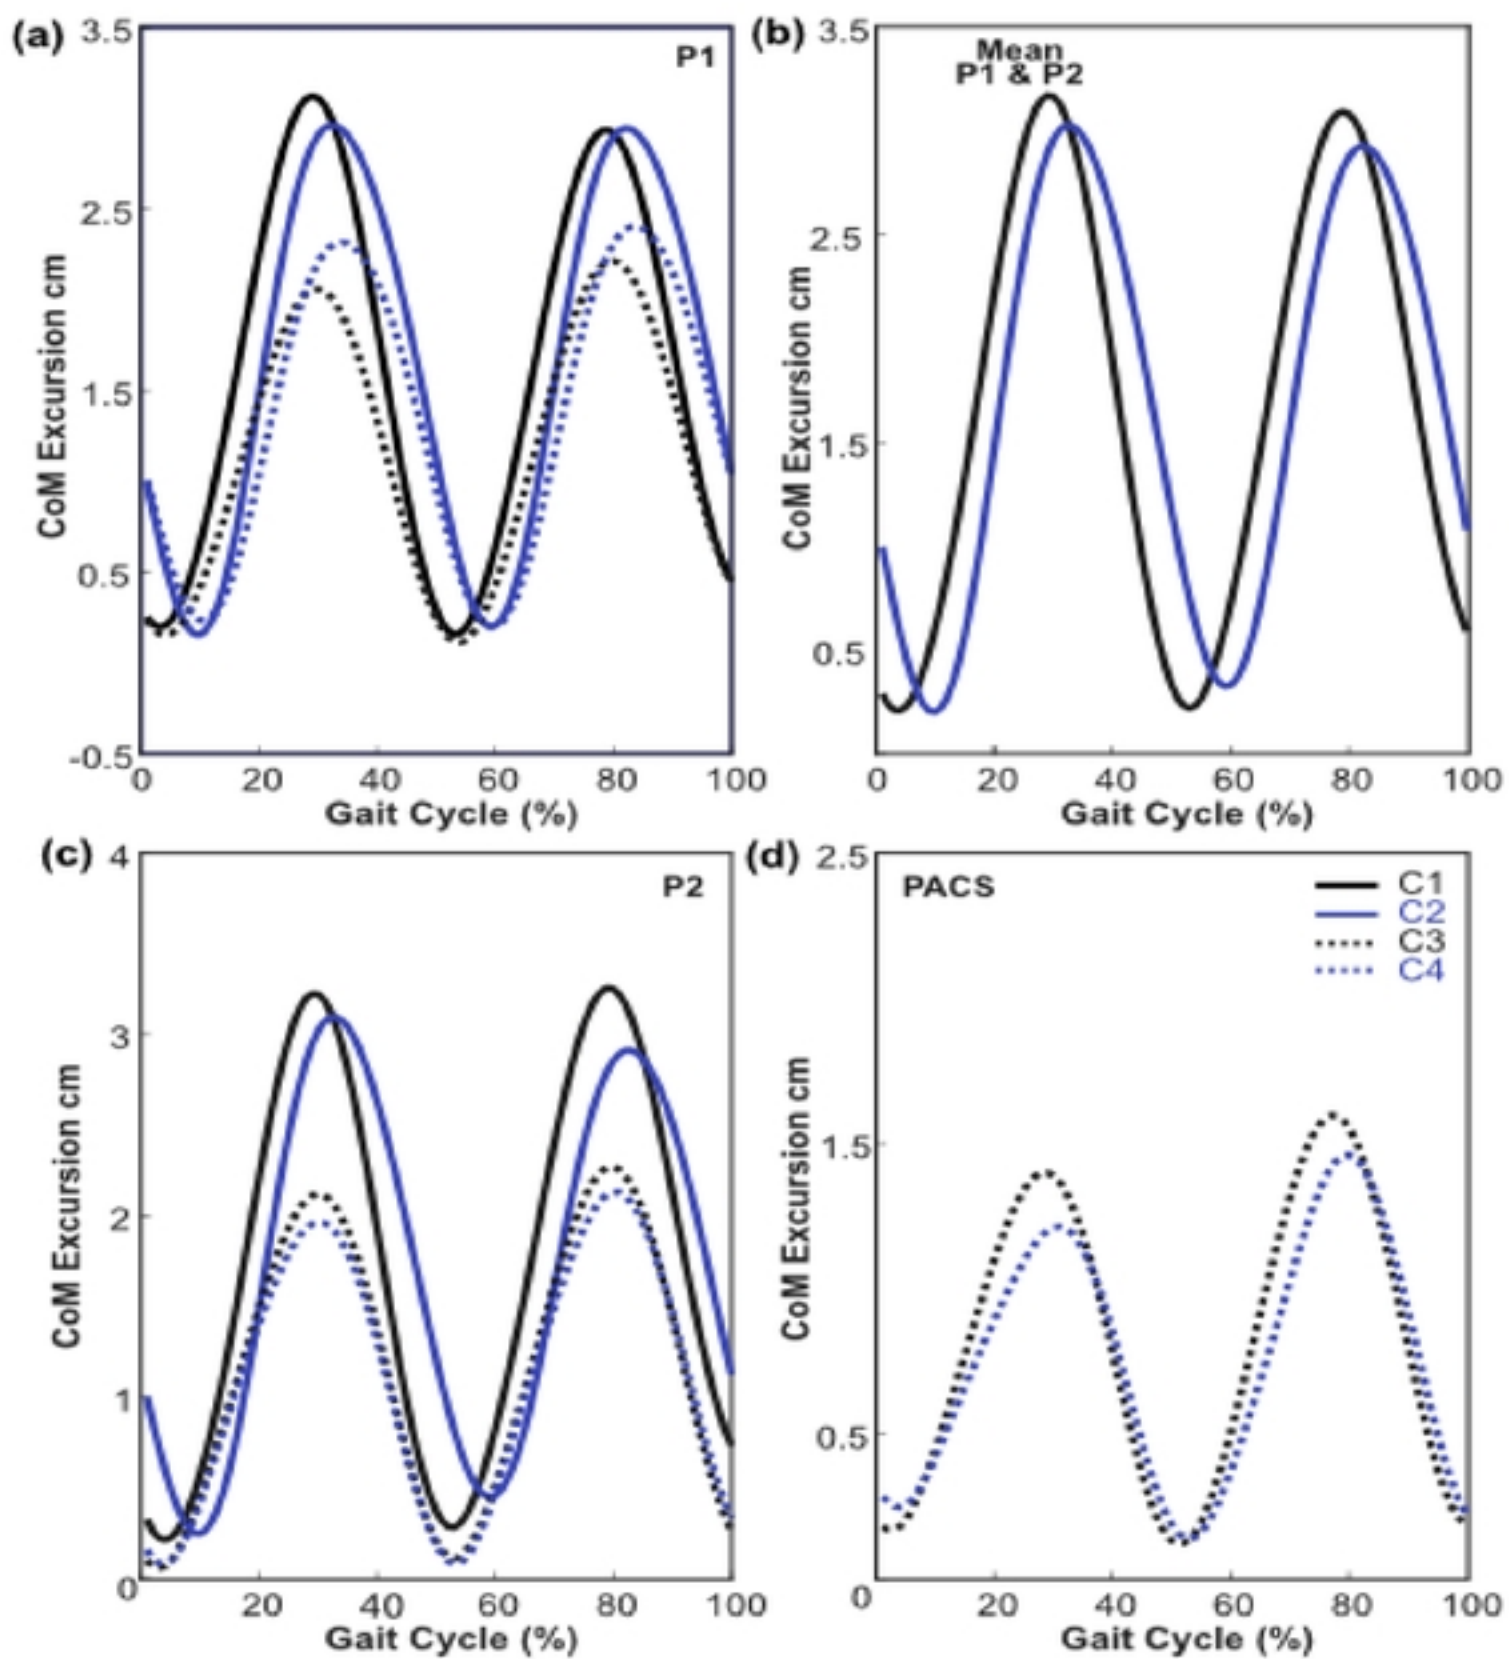 (a)
3.5
2.5
1.5
0.5
-0.5
CoM Excursion cm
P1
0 20 40 60 80 100
Gait Cycle (%)
(b)
3.5
2.5
1.5
0.5
CoM Excursion cm
Mean
P1 & P2
0 20 40 60 80 100
Gait Cycle (%)
(c)
4
3
2
1
0
CoM Excursion cm
P2
20 40 60 80 100
Gait Cycle (%)
(d)
2.5
1.5
0.5
0
CoM Excursion cm
PACS
C1
C2
C3
C4
20 40 60 80 100
Gait Cycle (%)